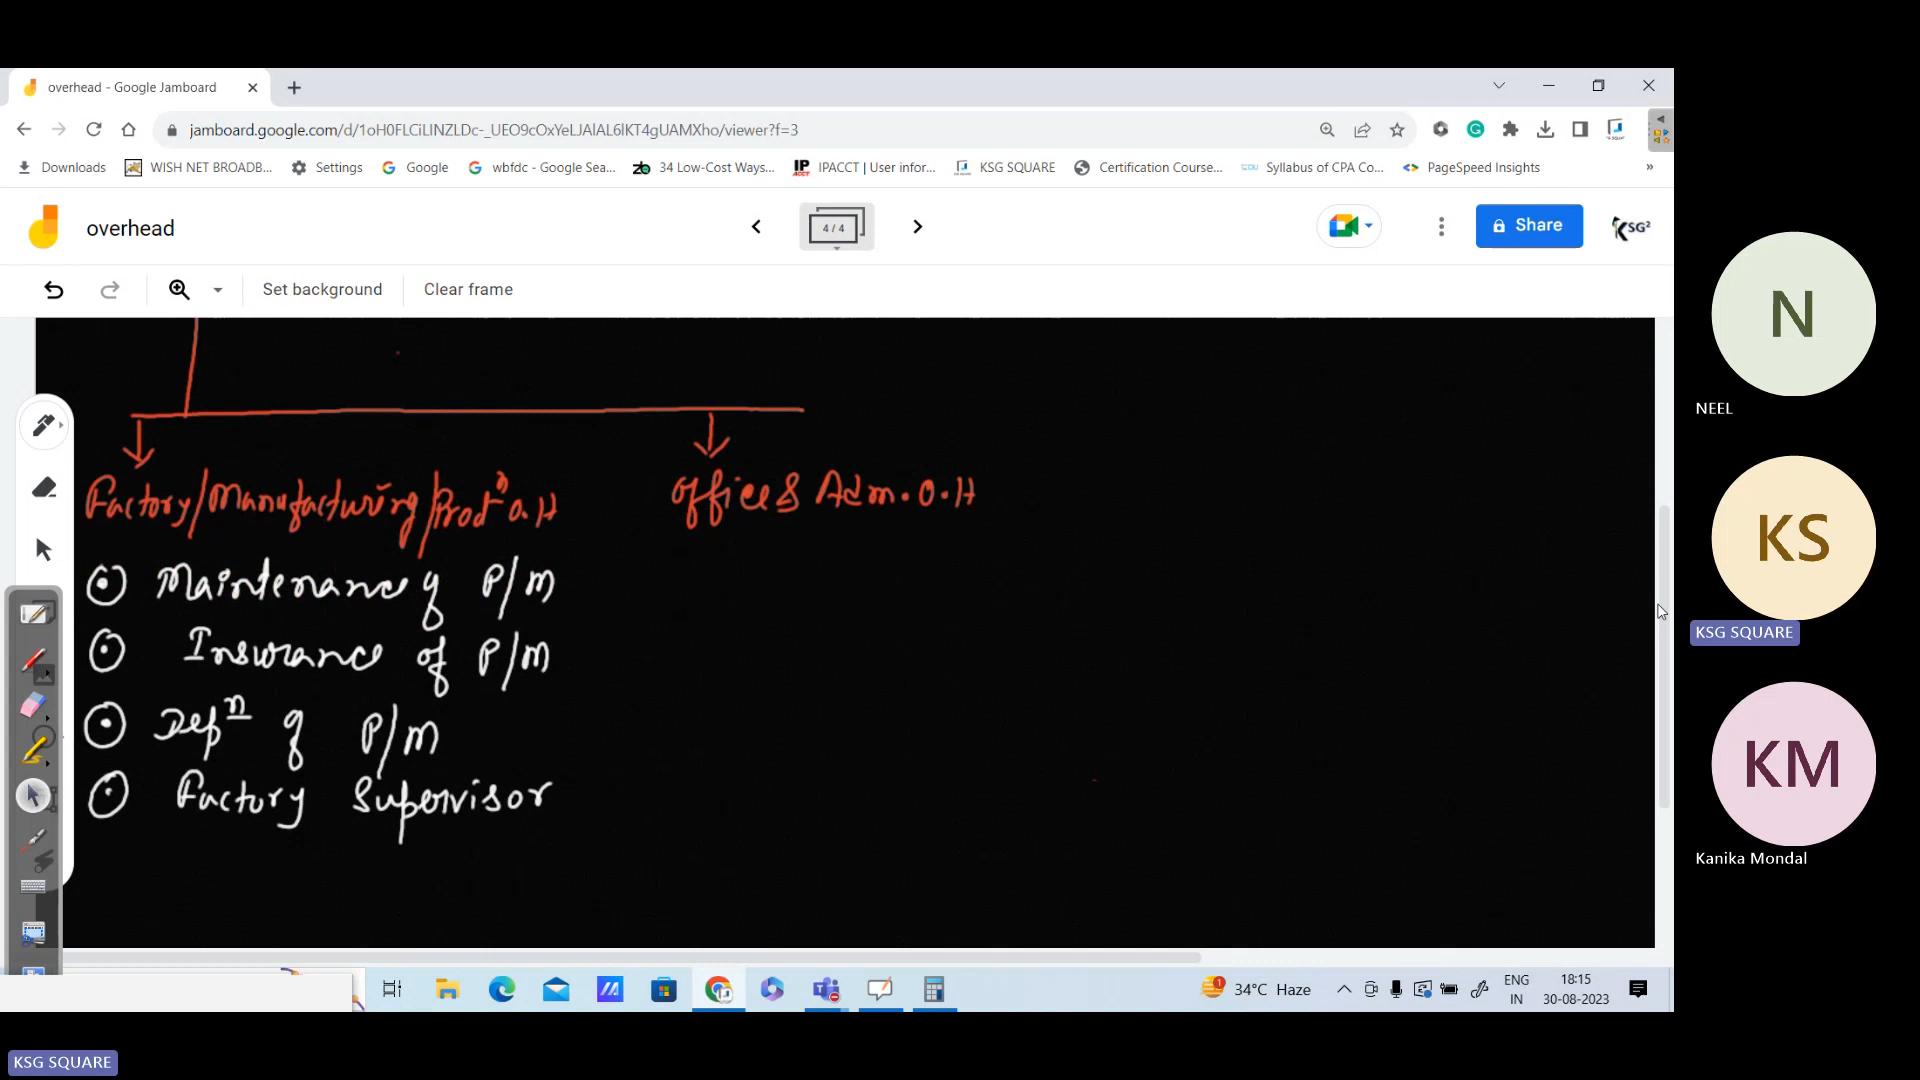 overhead - Google Jamboard
jamboard.google.com/d/1oH0FLCiLINZLDc-_UEO9cOxYeLJAlAL6lKT4gUAMXho/viewer?f=3
Downloads WISH NET BROADB... Settings Google wbfdc - Google Sea... 34 Low-Cost Ways... IPACCT | User infor... KSG SQUARE Certification Course... Syllabus of CPA Co... PageSpeed Insights »
overhead 4 / 4 Share KSG²
Set background Clear frame
Factory/Manufacturing/Prodⁿ O.H Office & Adm. O.H
Maintenance of P/M
Insurance of P/M
Depⁿ of P/M
Factory Supervisor
N
NEEL
KS
KSG SQUARE
KM
Kanika Mondal
1 34°C Haze ENG IN 18:15 30-08-2023
KSG SQUARE